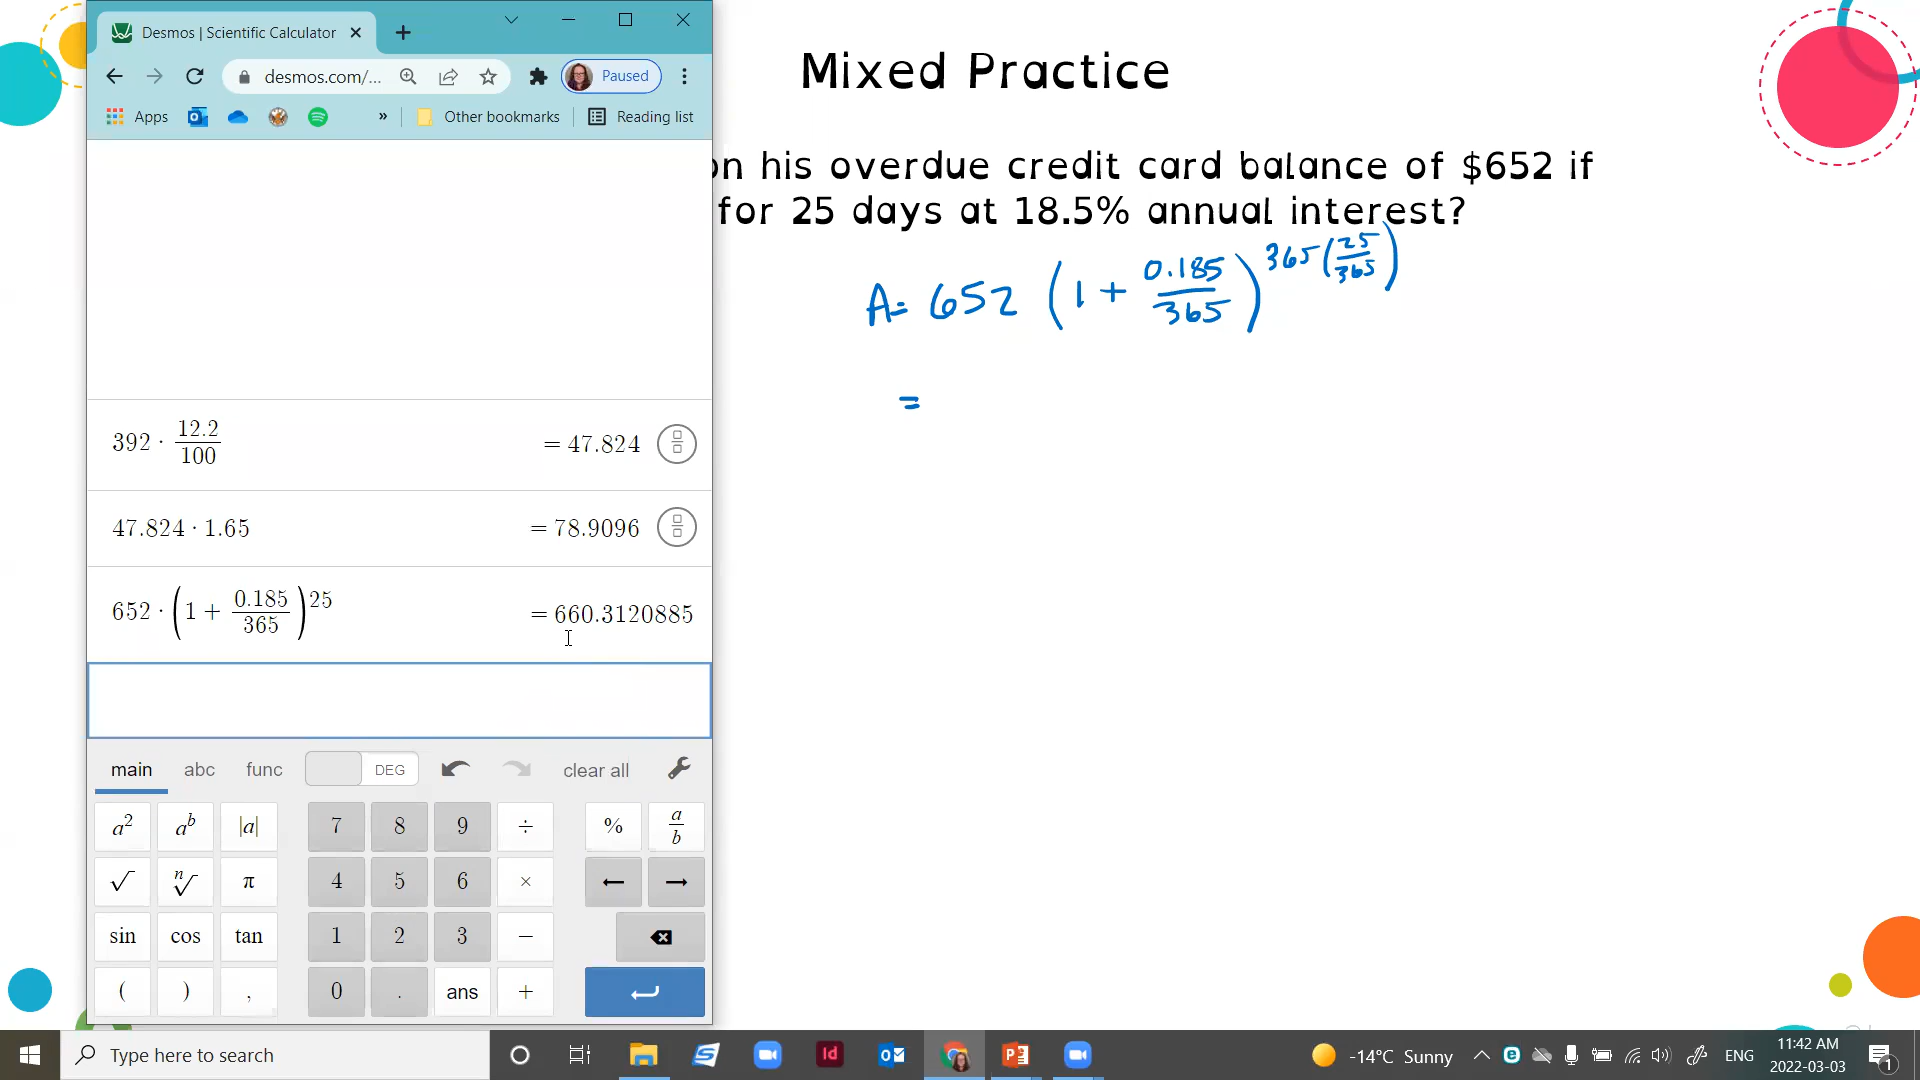 Desmos | Scientific Calculator
desmos.com/...
Paused
Apps
»
Other bookmarks
Reading list
Mixed Practice
on his overdue credit card balance of $652 if
for 25 days at 18.5% annual interest?
A= 652 (1 + 0.185/365)^365(25/365)
=
392 · 12.2/100 = 47.824
47.824 · 1.65 = 78.9096
652 · (1 + 0.185/365)^25 = 660.3120885
main abc func DEG clear all
a² a^b |a| 7 8 9 ÷ % a/b
√ ⁿ√ π 4 5 6 × ← →
sin cos tan 1 2 3 −
( ) , 0 . ans +
Type here to search
Id
-14°C Sunny
ENG
11:42 AM
2022-03-03
1